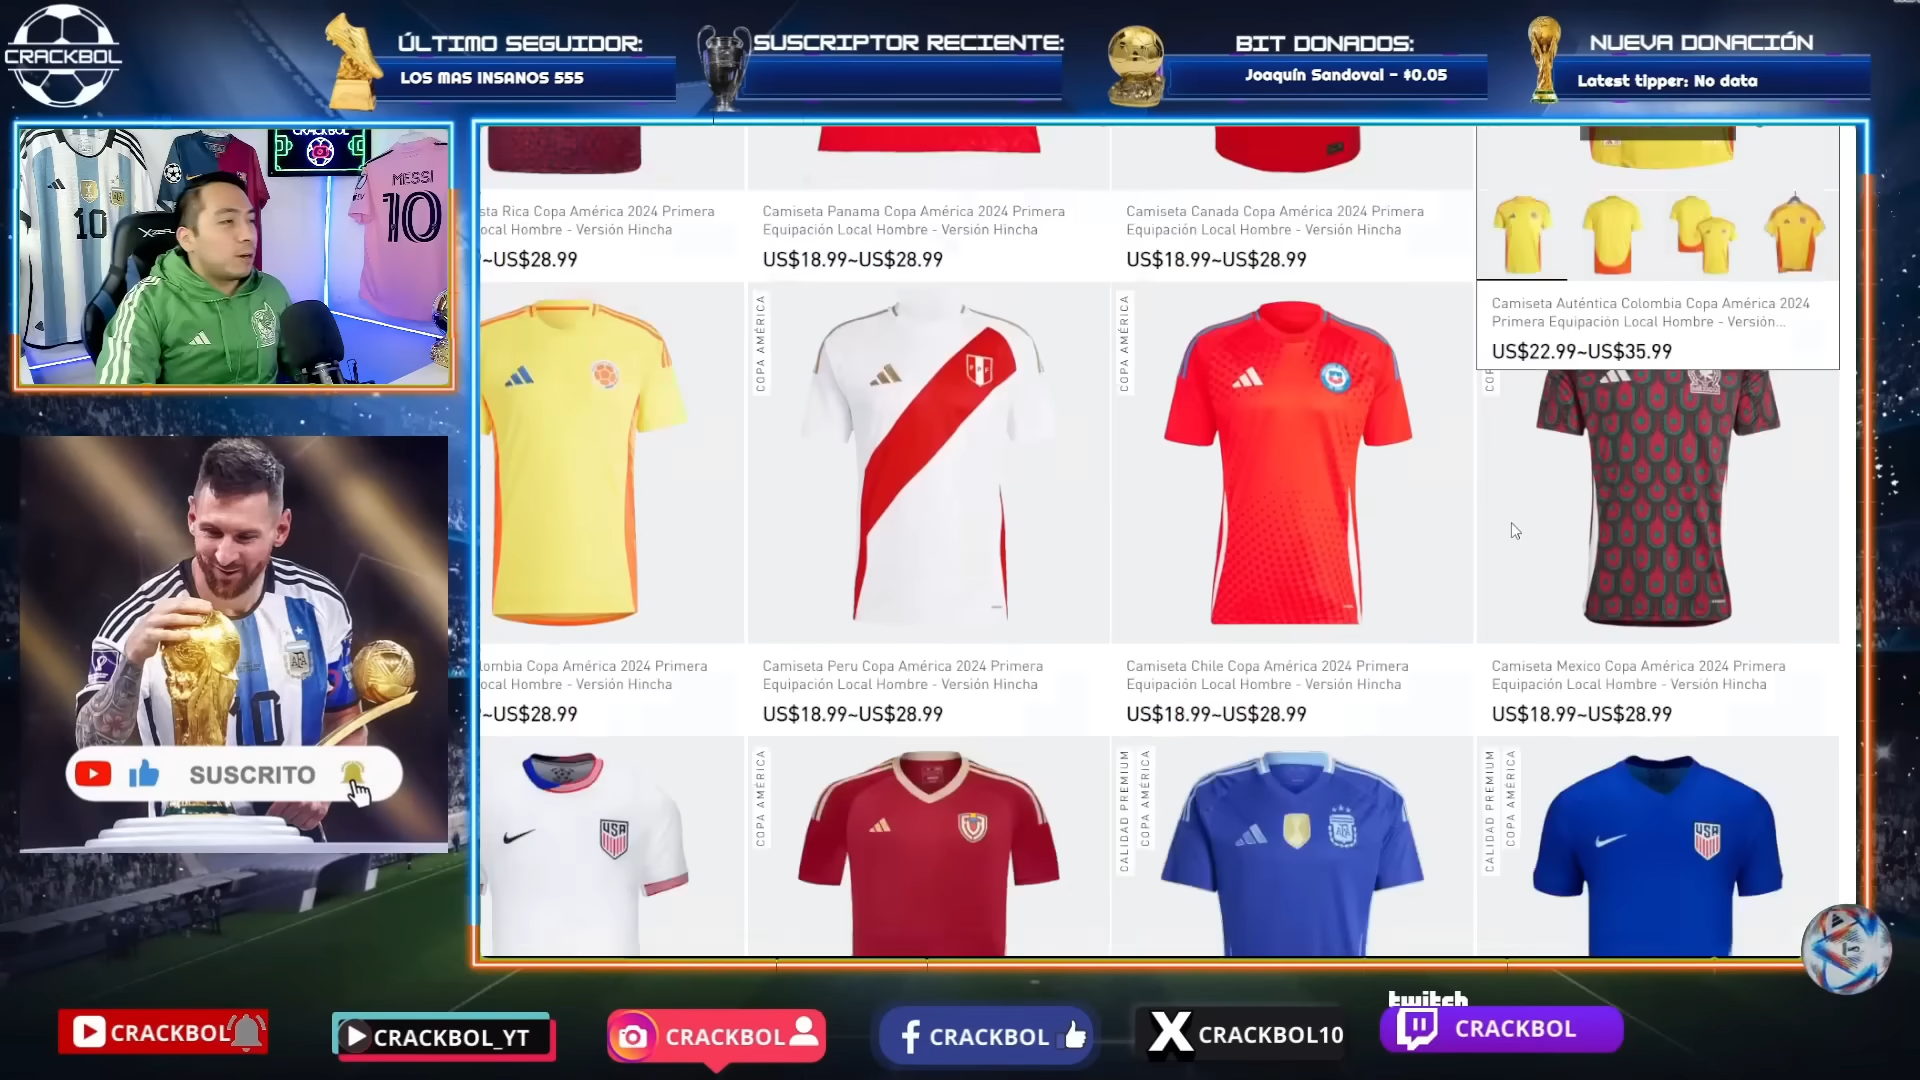 CRACKBOL
ÚLTIMO SEGUIDOR:
LOS MAS INSANOS 555
SUSCRIPTOR RECIENTE:
BIT DONADOS:
Joaquín Sandoval - $0.05
NUEVA DONACIÓN
Latest tipper: No data
CRACKBOL
10
MESSI
10
sta Rica Copa América 2024 Primera
ocal Hombre - Versión Hincha
~US$28.99
Camiseta Panama Copa América 2024 Primera
Equipación Local Hombre - Versión Hincha
US$18.99~US$28.99
Camiseta Canada Copa América 2024 Primera
Equipación Local Hombre - Versión Hincha
US$18.99~US$28.99
Camiseta Auténtica Colombia Copa América 2024
Primera Equipación Local Hombre - Versión...
US$22.99~US$35.99
COPA AMÉRICA
COPA AMÉRICA
COP
lombia Copa América 2024 Primera
ocal Hombre - Versión Hincha
~US$28.99
Camiseta Peru Copa América 2024 Primera
Equipación Local Hombre - Versión Hincha
US$18.99~US$28.99
Camiseta Chile Copa América 2024 Primera
Equipación Local Hombre - Versión Hincha
US$18.99~US$28.99
Camiseta Mexico Copa América 2024 Primera
Equipación Local Hombre - Versión Hincha
US$18.99~US$28.99
USA
COPA AMÉRICA
CALIDAD PREMIUM
COPA AMÉRICA
AFA
CALIDAD PREMIUM
COPA AMÉRICA
USA
10
SUSCRITO
CRACKBOL
CRACKBOL_YT
CRACKBOL
CRACKBOL
CRACKBOL10
twitch
CRACKBOL